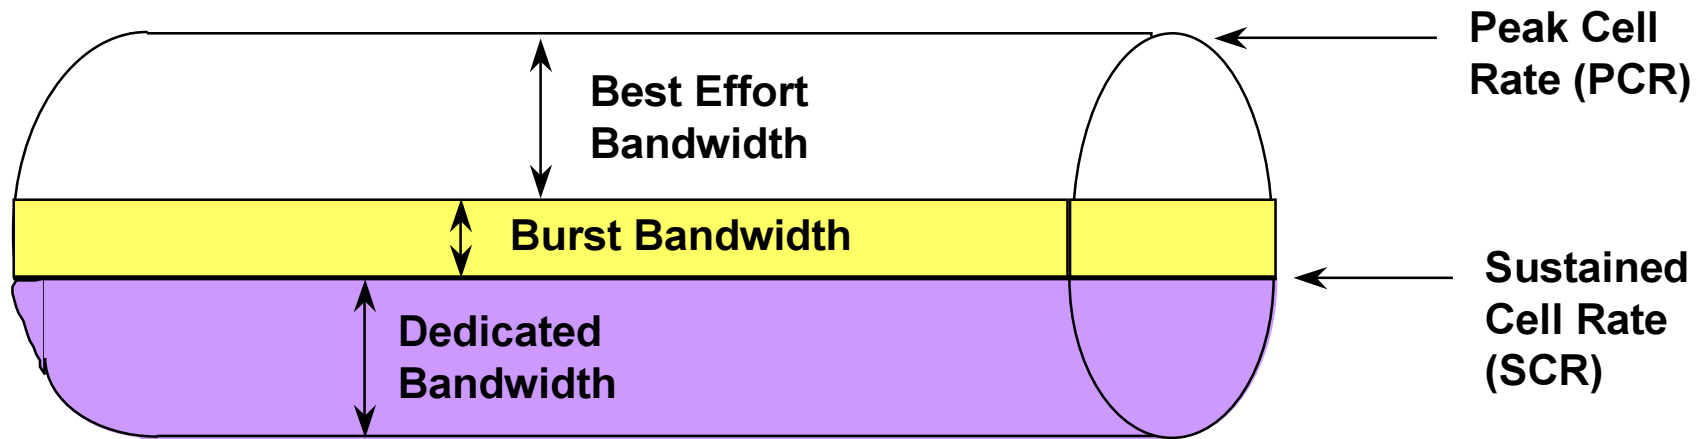 Peak Cell
Rate (PCR)
Best Effort
Bandwidth
Burst Bandwidth
Sustained
Cell Rate
(SCR)
Dedicated
Bandwidth